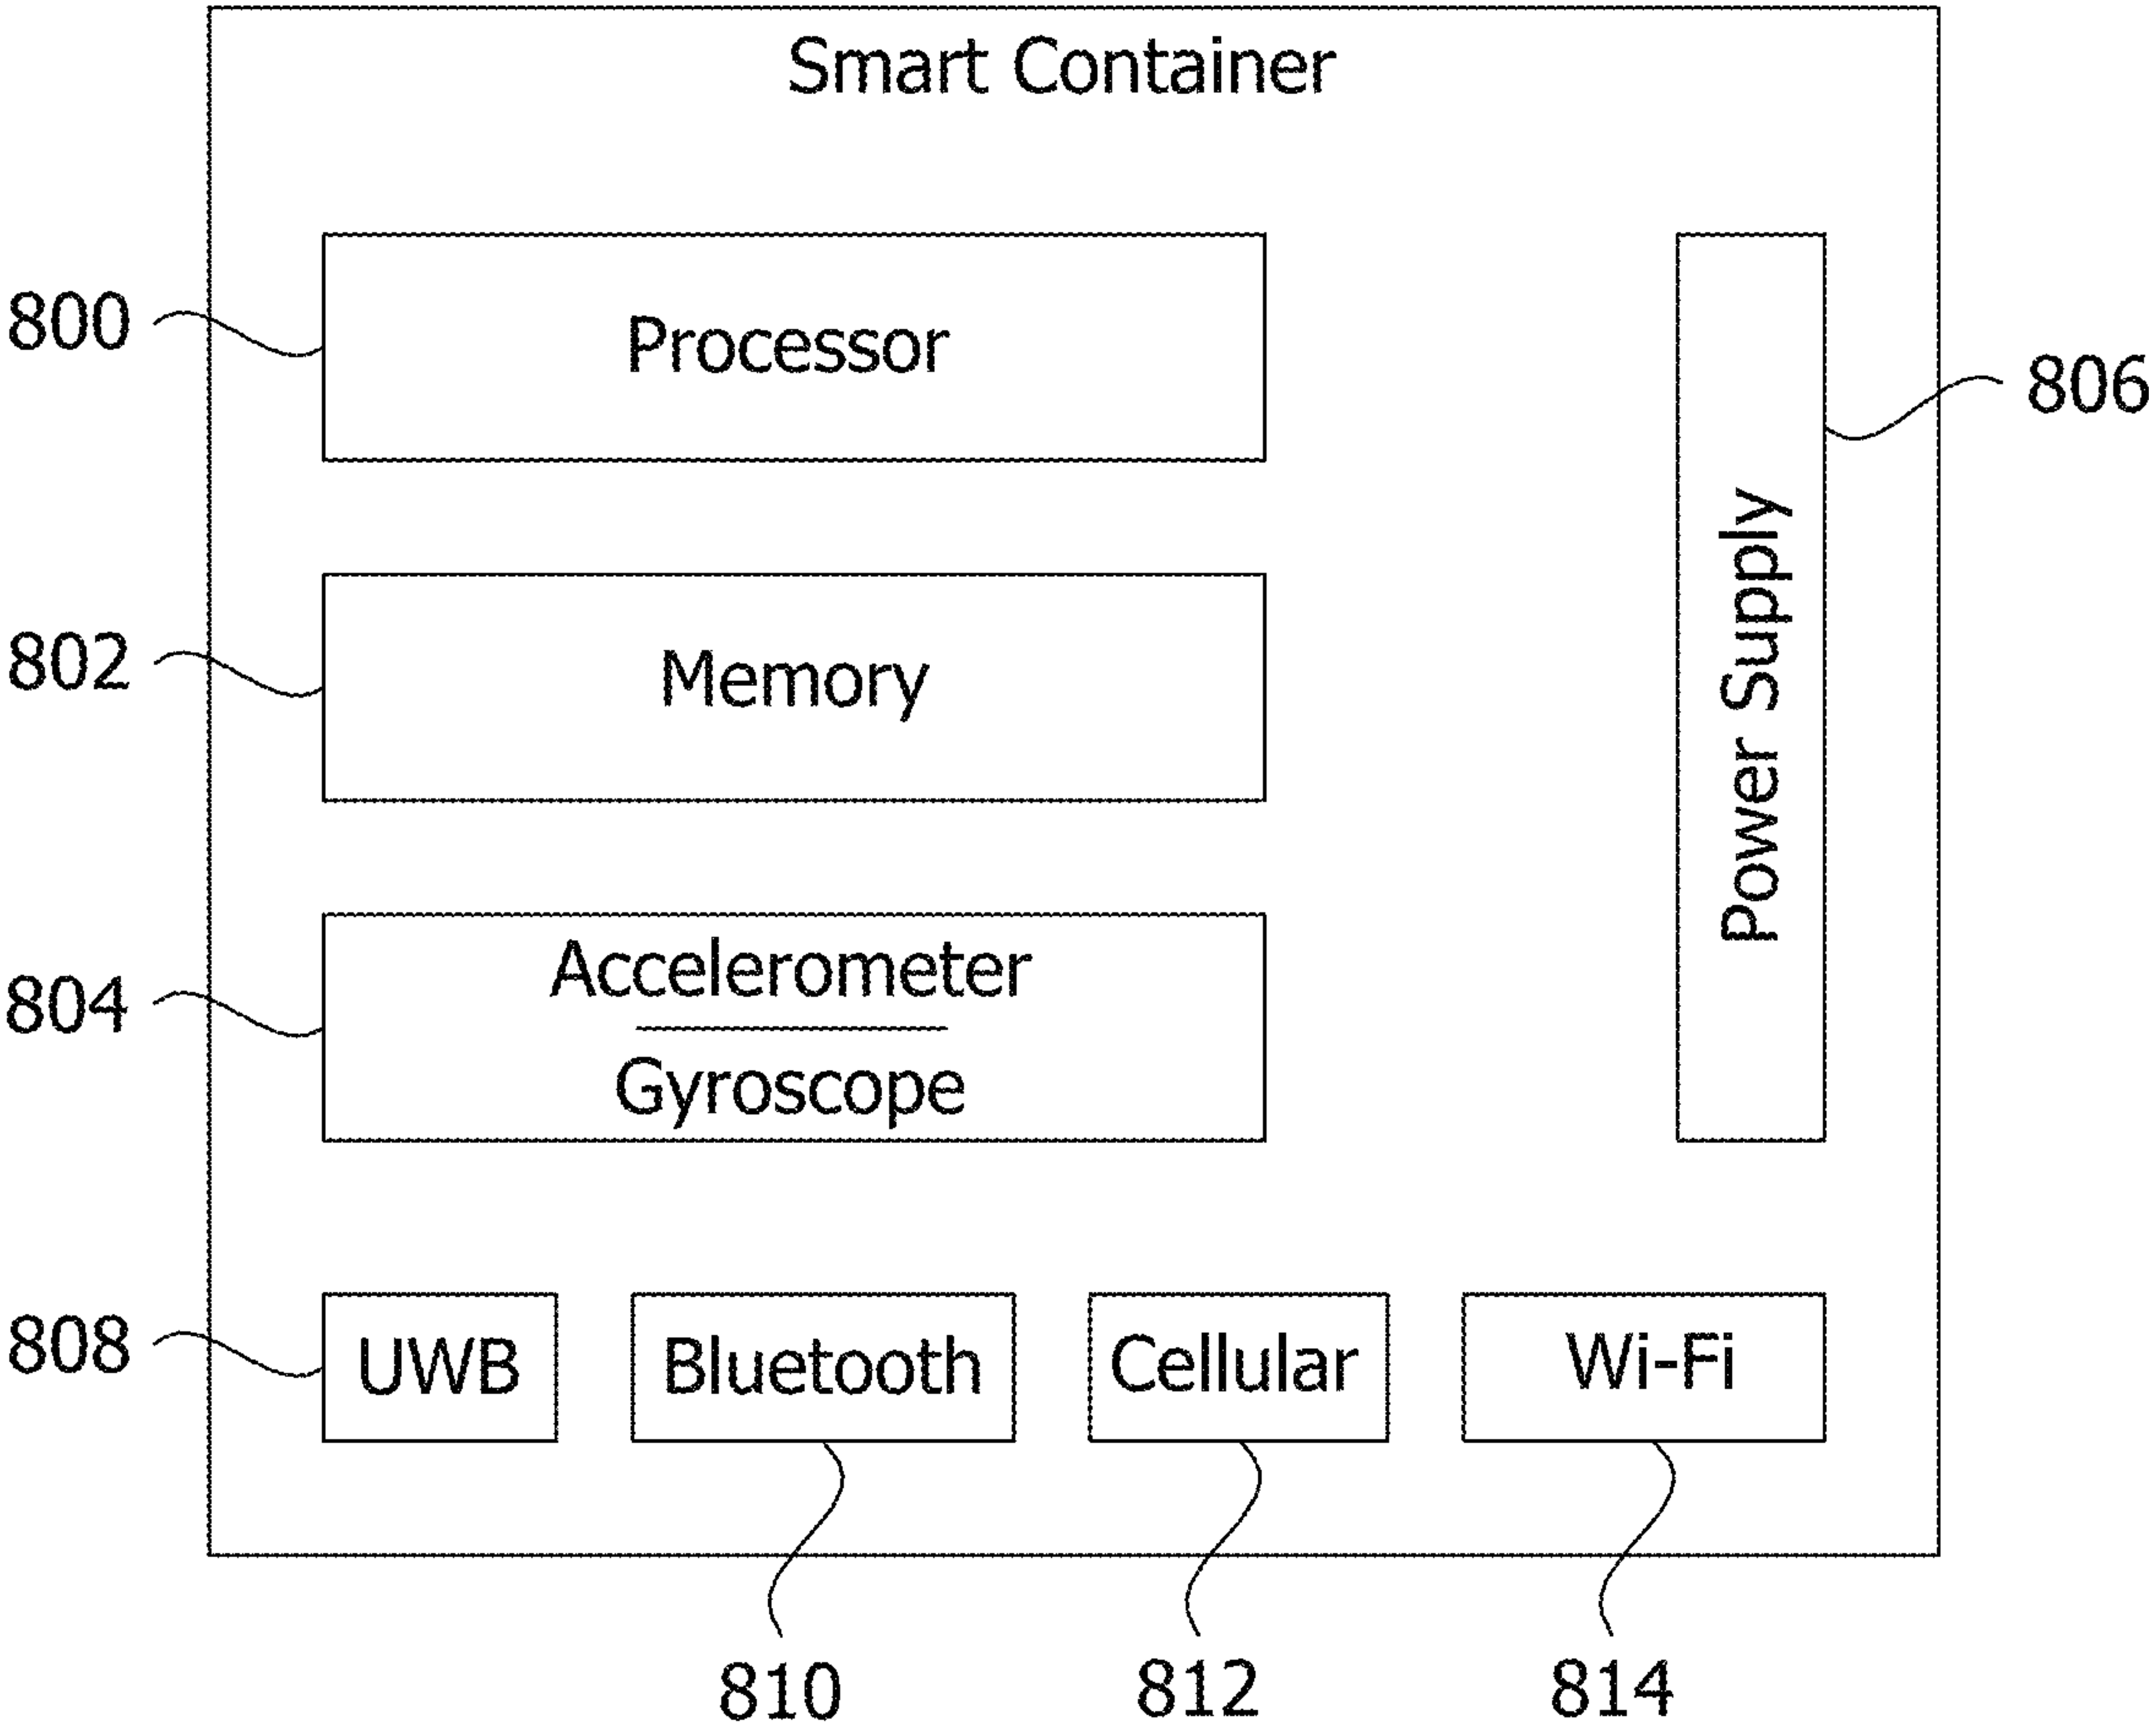 Smart Container
800
Processor
806
802
Memory
Power Supply
804
Accelerometer
Gyroscope
808
UWB
Bluetooth
Cellular
Wi-Fi
810
812
814